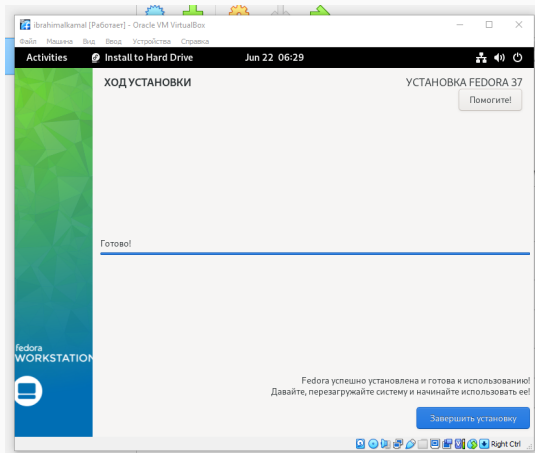 ibrahimalkamal [Работает] - Oracle VM VirtualBox
Файл Машина Вид Ввод Устройства Справка
Activities Install to Hard Drive Jun 22 06:29
ХОД УСТАНОВКИ
УСТАНОВКА FEDORA 37
Помогите!
Готово!
fedora
WORKSTATION
Fedora успешно установлена и готова к использованию!
Давайте, перезагружайте систему и начинайте использовать ее!
Завершить установку
Right Ctrl